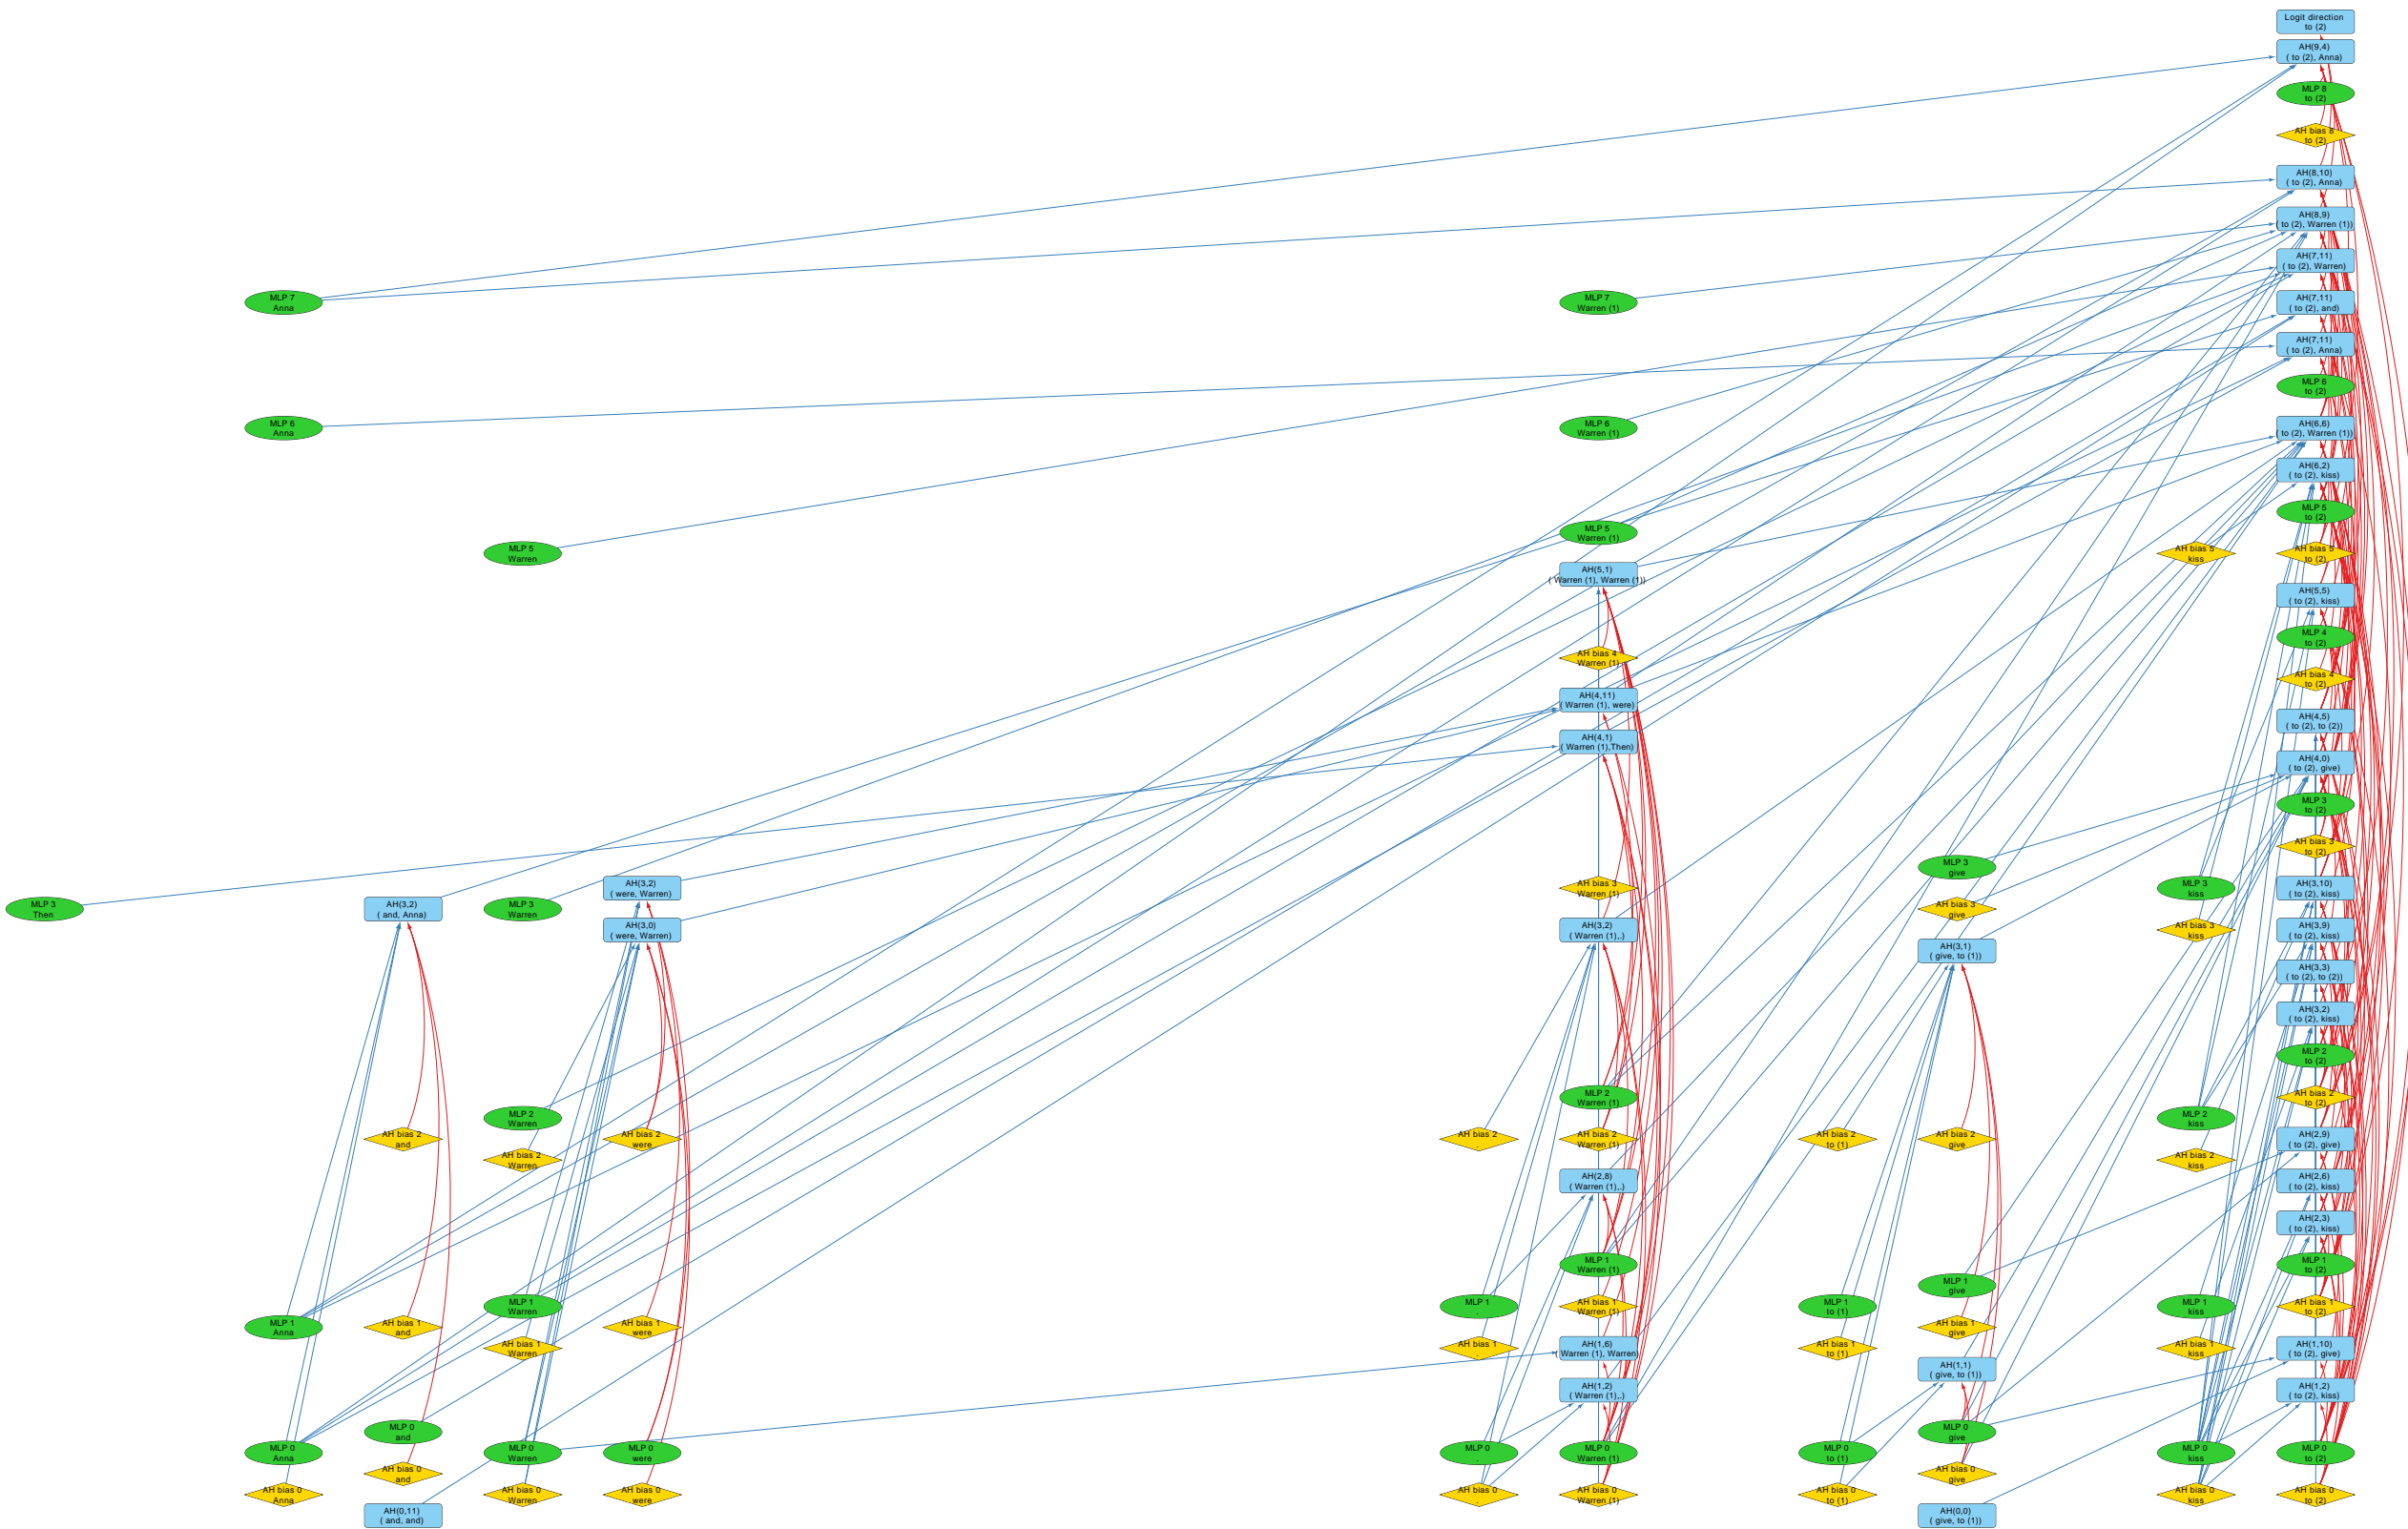 Logit direction
to (2)
AH(9,4)
( to (2), Anna)
MLP 8
to (2)
AH bias 8
to (2)
AH(8,10)
( to (2), Anna)
AH(8,9)
( to (2), Warren (1))
AH(7,11)
( to (2), Warren)
MLP 7
Anna
MLP 7
Warren (1)
AH(7,11)
( to (2), and)
AH(7,11)
( to (2), Anna)
MLP 6
to (2)
MLP 6
Anna
MLP 6
Warren (1)
AH(6,6)
( to (2), Warren (1))
AH(6,2)
( to (2), kiss)
MLP 5
to (2)
MLP 5
Warren (1)
MLP 5
Warren
AH bias 5
kiss
AH bias 5
to (2)
AH(5,1)
( Warren (1), Warren (1))
AH(5,5)
( to (2), kiss)
MLP 4
to (2)
AH bias 4
Warren (1)
AH bias 4
to (2)
AH(4,11)
( Warren (1), were)
AH(4,5)
( to (2), to (2))
AH(4,1)
( Warren (1),Then)
AH(4,0)
( to (2), give)
MLP 3
to (2)
AH bias 3
to (2)
MLP 3
give
AH(3,2)
( were, Warren)
AH bias 3
Warren (1)
MLP 3
kiss
AH(3,10)
( to (2), kiss)
MLP 3
Then
AH(3,2)
( and, Anna)
MLP 3
Warren
AH bias 3
give
AH(3,0)
( were, Warren)
AH(3,2)
( Warren (1),.)
AH bias 3
kiss
AH(3,9)
( to (2), kiss)
AH(3,1)
( give, to (1))
AH(3,3)
( to (2), to (2))
AH(3,2)
( to (2), kiss)
MLP 2
to (2)
MLP 2
Warren (1)
AH bias 2
to (2)
MLP 2
Warren
MLP 2
kiss
AH bias 2
and
AH bias 2
were
AH bias 2
.
AH bias 2
Warren (1)
AH bias 2
to (1)
AH bias 2
give
AH(2,9)
( to (2), give)
AH bias 2
Warren
AH bias 2
kiss
AH(2,8)
( Warren (1),.)
AH(2,6)
( to (2), kiss)
AH(2,3)
( to (2), kiss)
MLP 1
Warren (1)
MLP 1
to (2)
MLP 1
give
MLP 1
Warren
MLP 1
.
AH bias 1
Warren (1)
MLP 1
to (1)
MLP 1
kiss
AH bias 1
to (2)
MLP 1
Anna
AH bias 1
and
AH bias 1
were
AH bias 1
give
AH bias 1
Warren
AH bias 1
.
AH(1,6)
( Warren (1), Warren)
AH bias 1
to (1)
AH bias 1
kiss
AH(1,10)
( to (2), give)
AH(1,1)
( give, to (1))
AH(1,2)
( Warren (1),.)
AH(1,2)
( to (2), kiss)
MLP 0
and
MLP 0
give
MLP 0
Anna
MLP 0
Warren
MLP 0
were
MLP 0
.
MLP 0
Warren (1)
MLP 0
to (1)
MLP 0
kiss
MLP 0
to (2)
AH bias 0
and
AH bias 0
give
AH bias 0
Anna
AH bias 0
Warren
AH bias 0
were
AH bias 0
.
AH bias 0
Warren (1)
AH bias 0
to (1)
AH bias 0
kiss
AH bias 0
to (2)
AH(0,11)
( and, and)
AH(0,0)
( give, to (1))